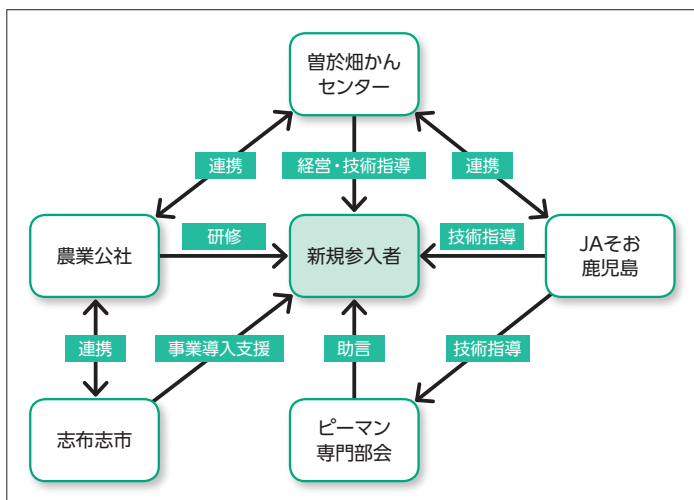 曽於畑かん
センター
連携
経営・技術指導
連携
農業公社
研修
新規参入者
技術指導
JAそお
鹿児島
連携
事業導入支援
助言
技術指導
志布志市
ピーマン
専門部会